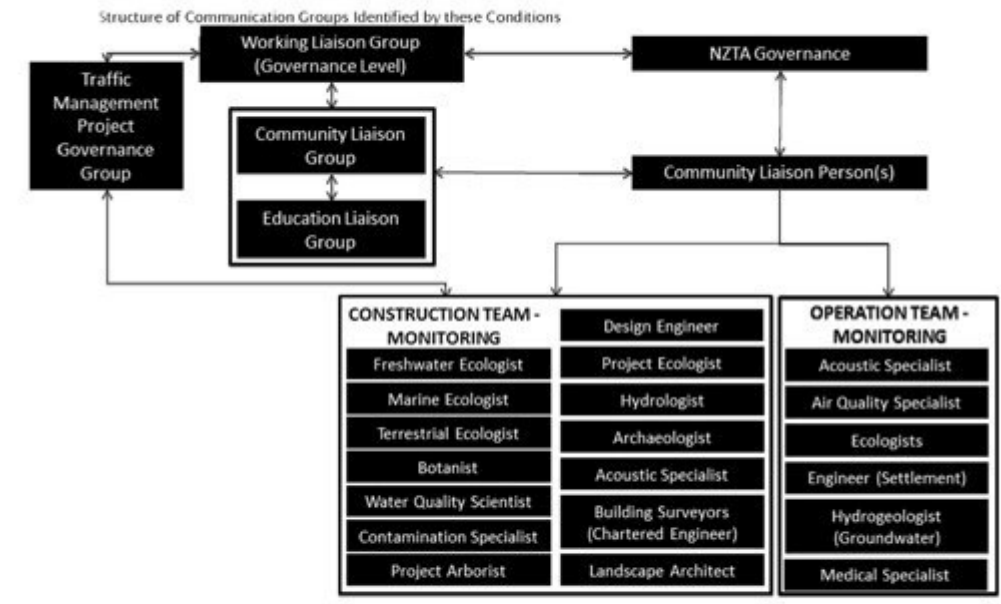 Structure of Communication Groups Identified by these Conditions
Working Liaison Group
(Governance Level)
NZTA Governance
Traffic
Management
Project
Governance
Group
Community Liaison
Group
Community Liaison Person(s)
Education Liaison
Group
CONSTRUCTION TEAM -
MONITORING
Freshwater Ecologist
Marine Ecologist
Terrestrial Ecologist
Botanist
Water Quality Scientist
Contamination Specialist
Project Arborist
Design Engineer
Project Ecologist
Hydrologist
Archaeologist
Acoustic Specialist
Building Surveyors
(Chartered Engineer)
Landscape Architect
OPERATION TEAM -
MONITORING
Acoustic Specialist
Air Quality Specialist
Ecologists
Engineer (Settlement)
Hydrogeologist
(Groundwater)
Medical Specialist